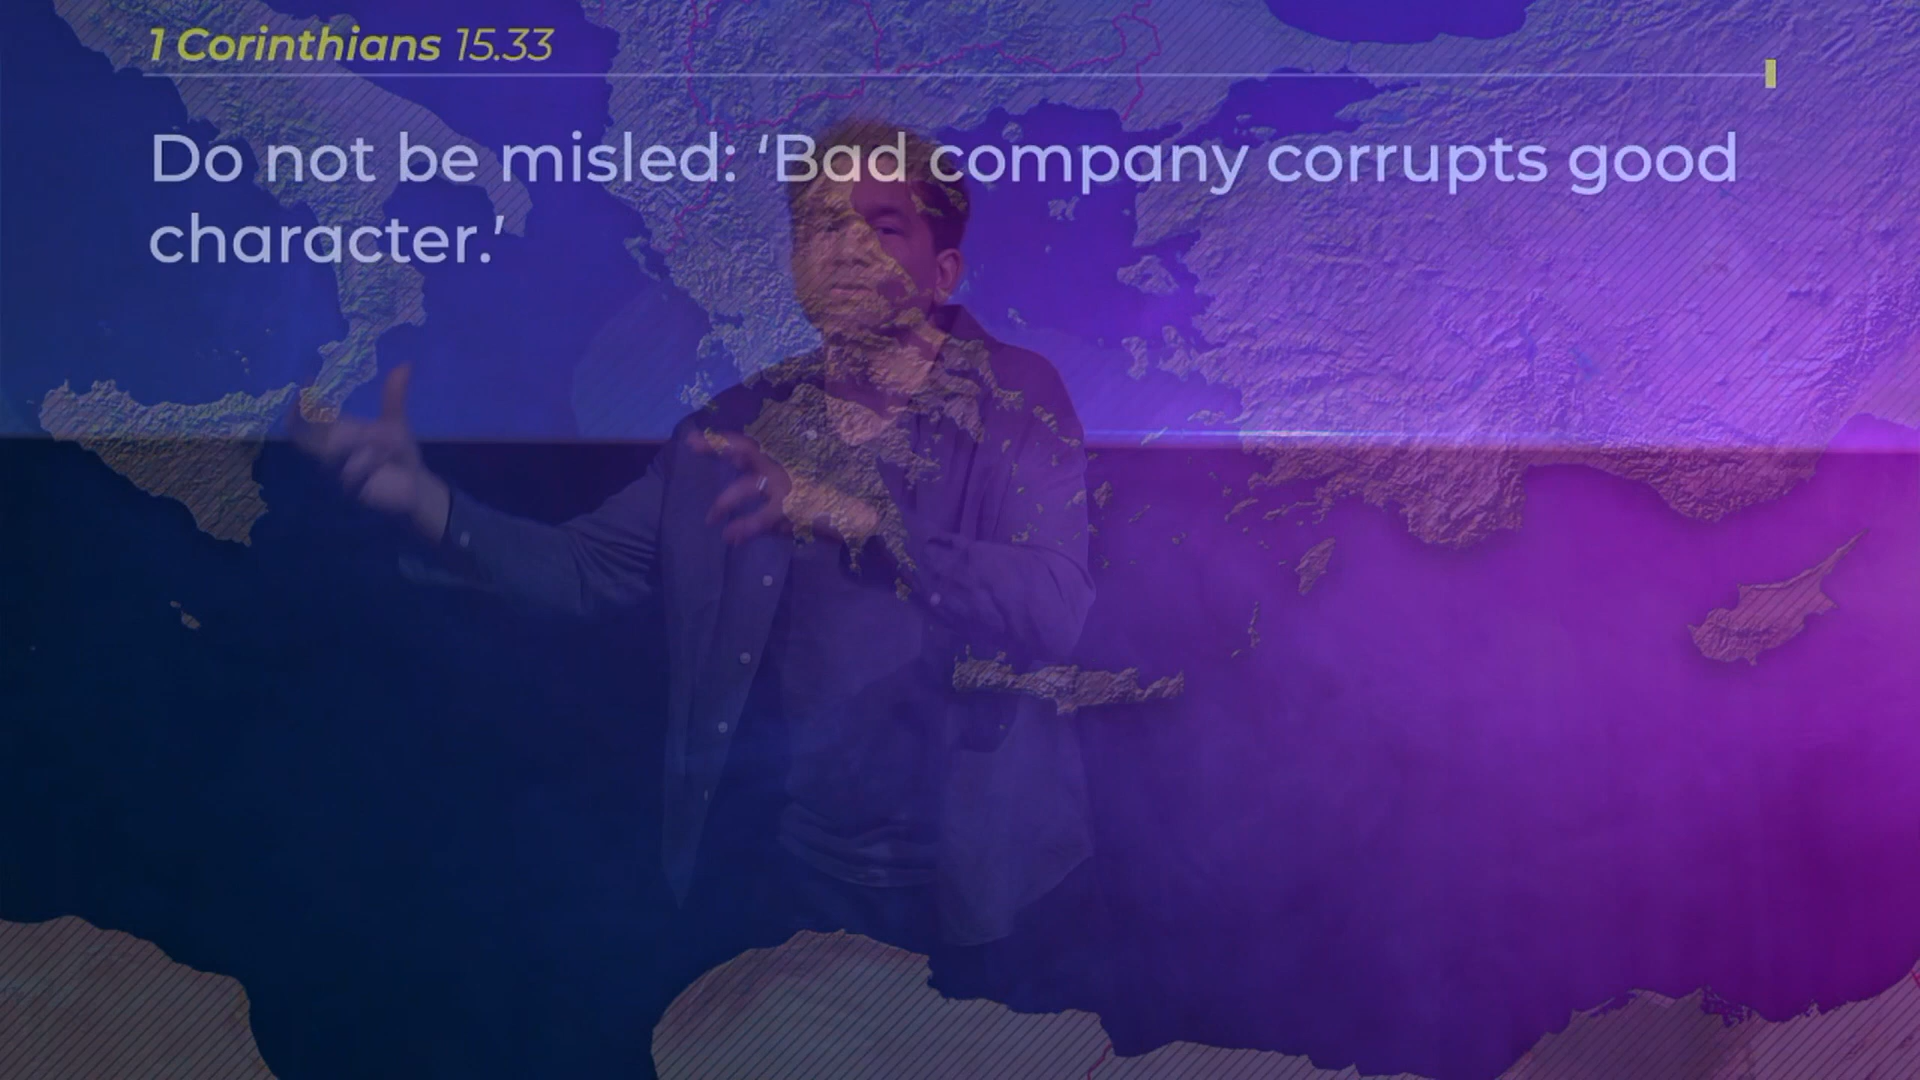 1 Corinthians 15.33
Do not be misled: ‘Bad company corrupts good
character.’